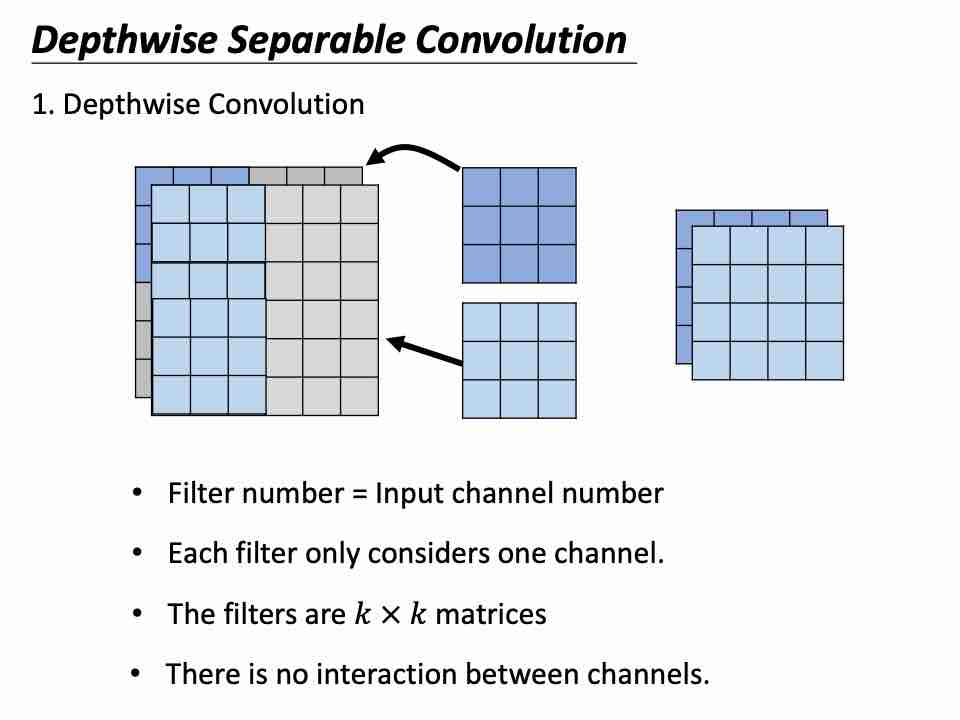 Depthwise Separable Convolution
1. Depthwise Convolution
• Filter number = Input channel number
• Each filter only considers one channel.
• The filters are 𝑘 × 𝑘 matrices
• There is no interaction between channels.